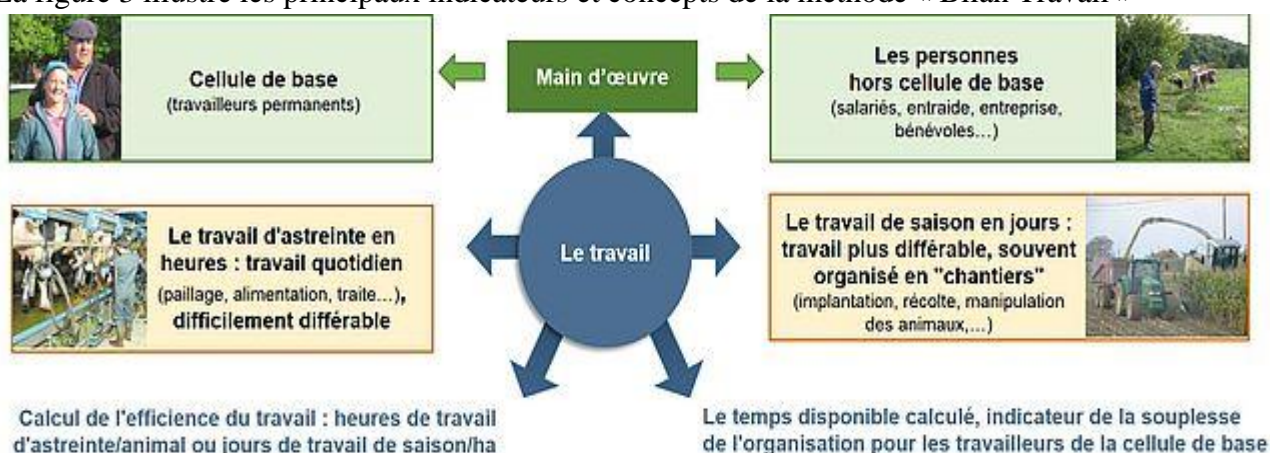 La figure 3 illustre les principaux indicateurs et concepts de la méthode « Bilan Travail »
Cellule de base
(travailleurs permanents)
Main d'œuvre
Les personnes
hors cellule de base
(salariés, entraide, entreprise,
bénévoles...)
Le travail d'astreinte en
heures : travail quotidien
(paillage, alimentation, traite...),
difficilement différable
Le travail
Le travail de saison en jours :
travail plus différable, souvent
organisé en "chantiers"
(implantation, récolte, manipulation
des animaux,...)
Calcul de l'efficience du travail : heures de travail
d'astreinte/animal ou jours de travail de saison/ha
Le temps disponible calculé, indicateur de la souplesse
de l'organisation pour les travailleurs de la cellule de base